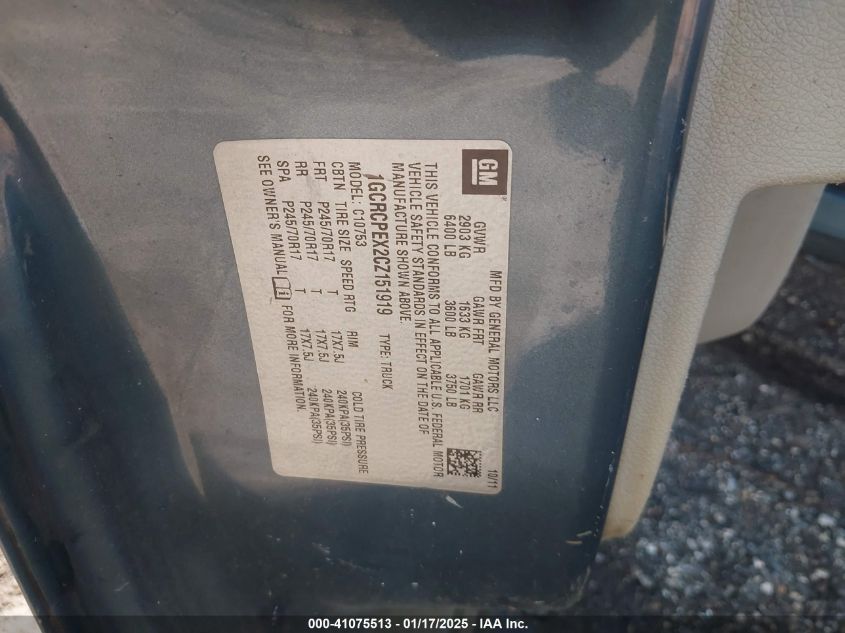 GM
MFD BY GENERAL MOTORS LLC 10/11
GVWR GAWR FRT GAWR RR
2903 KG 1633 KG 1701 KG
6400 LB 3600 LB 3750 LB
THIS VEHICLE CONFORMS TO ALL APPLICABLE U.S. FEDERAL MOTOR
VEHICLE SAFETY STANDARDS IN EFFECT ON THE DATE OF
MANUFACTURE SHOWN ABOVE.
1GCRCPEX2CZ151919 TYPE: TRUCK
MODEL: C10753
CBTN TIRE SIZE SPEED RTG RIM COLD TIRE PRESSURE
FRT P245/70R17 T 17X7.5J 240KPA(35PSI)
RR P245/70R17 T 17X7.5J 240KPA(35PSI)
SPA P245/70R17 T 17X7.5J 240KPA(35PSI)
SEE OWNER'S MANUAL FOR MORE INFORMATION.
000-41075513 - 01/17/2025 - IAA Inc.